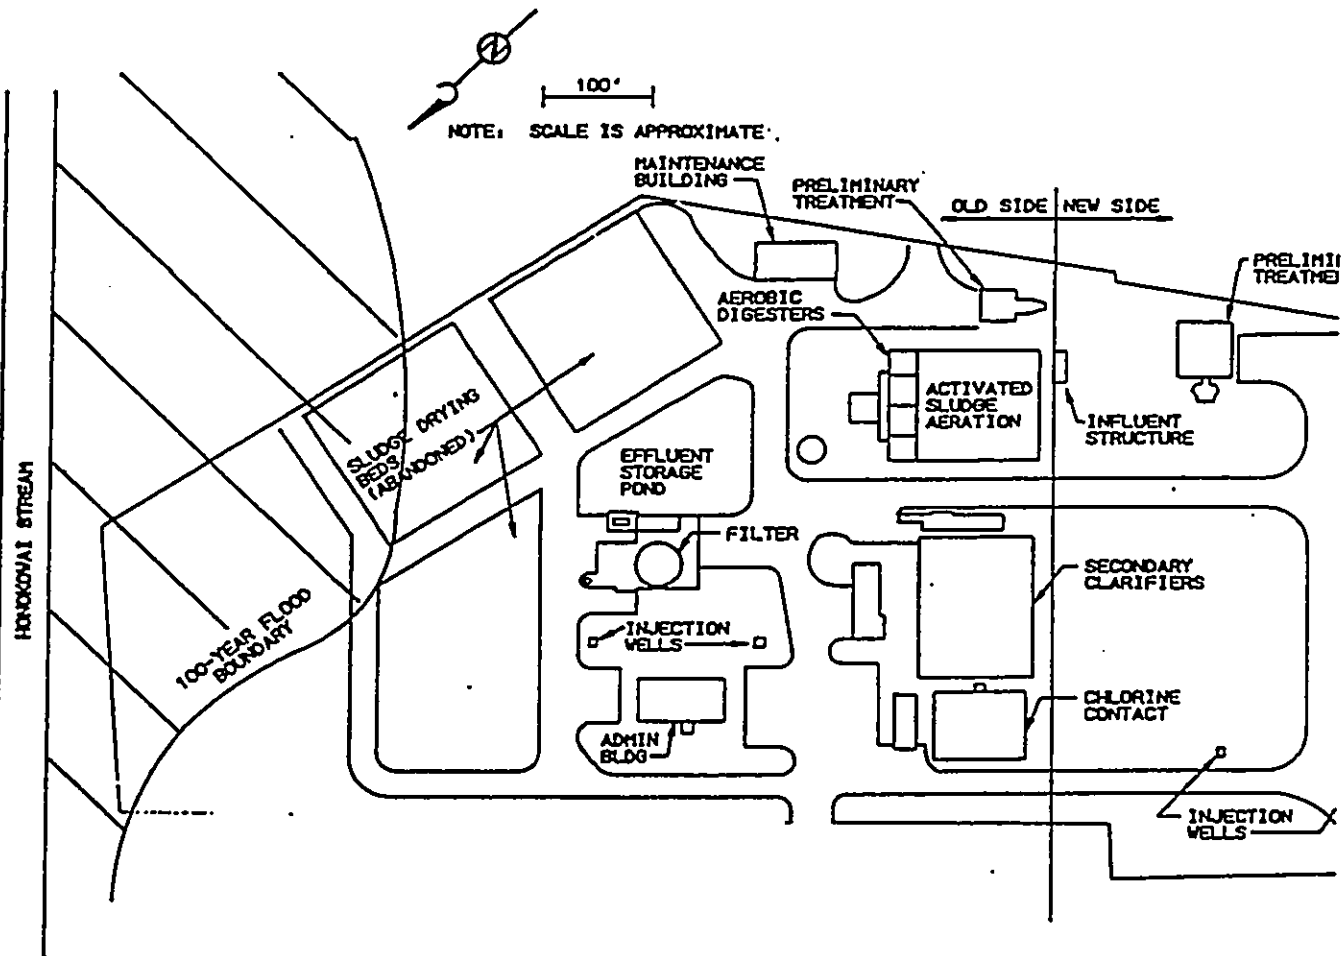 100'
NOTE: SCALE IS APPROXIMATE
MAINTENANCE
BUILDING
PRELIMINARY
TREATMENT
OLD SIDE NEW SIDE
PRELIMI
TREATME
AEROBIC
DIGESTERS
ACTIVATED
SLUDGE
AERATION
INFLUENT
STRUCTURE
SLUDGE DRYING
BEDS
(ABANDONED)
EFFLUENT
STORAGE
POND
FILTER
HONOKOWAI STREAM
100-YEAR FLOOD
BOUNDARY
INJECTION
WELLS
SECONDARY
CLARIFIERS
ADMIN
BLDG
CHLORINE
CONTACT
INJECTION
WELLS